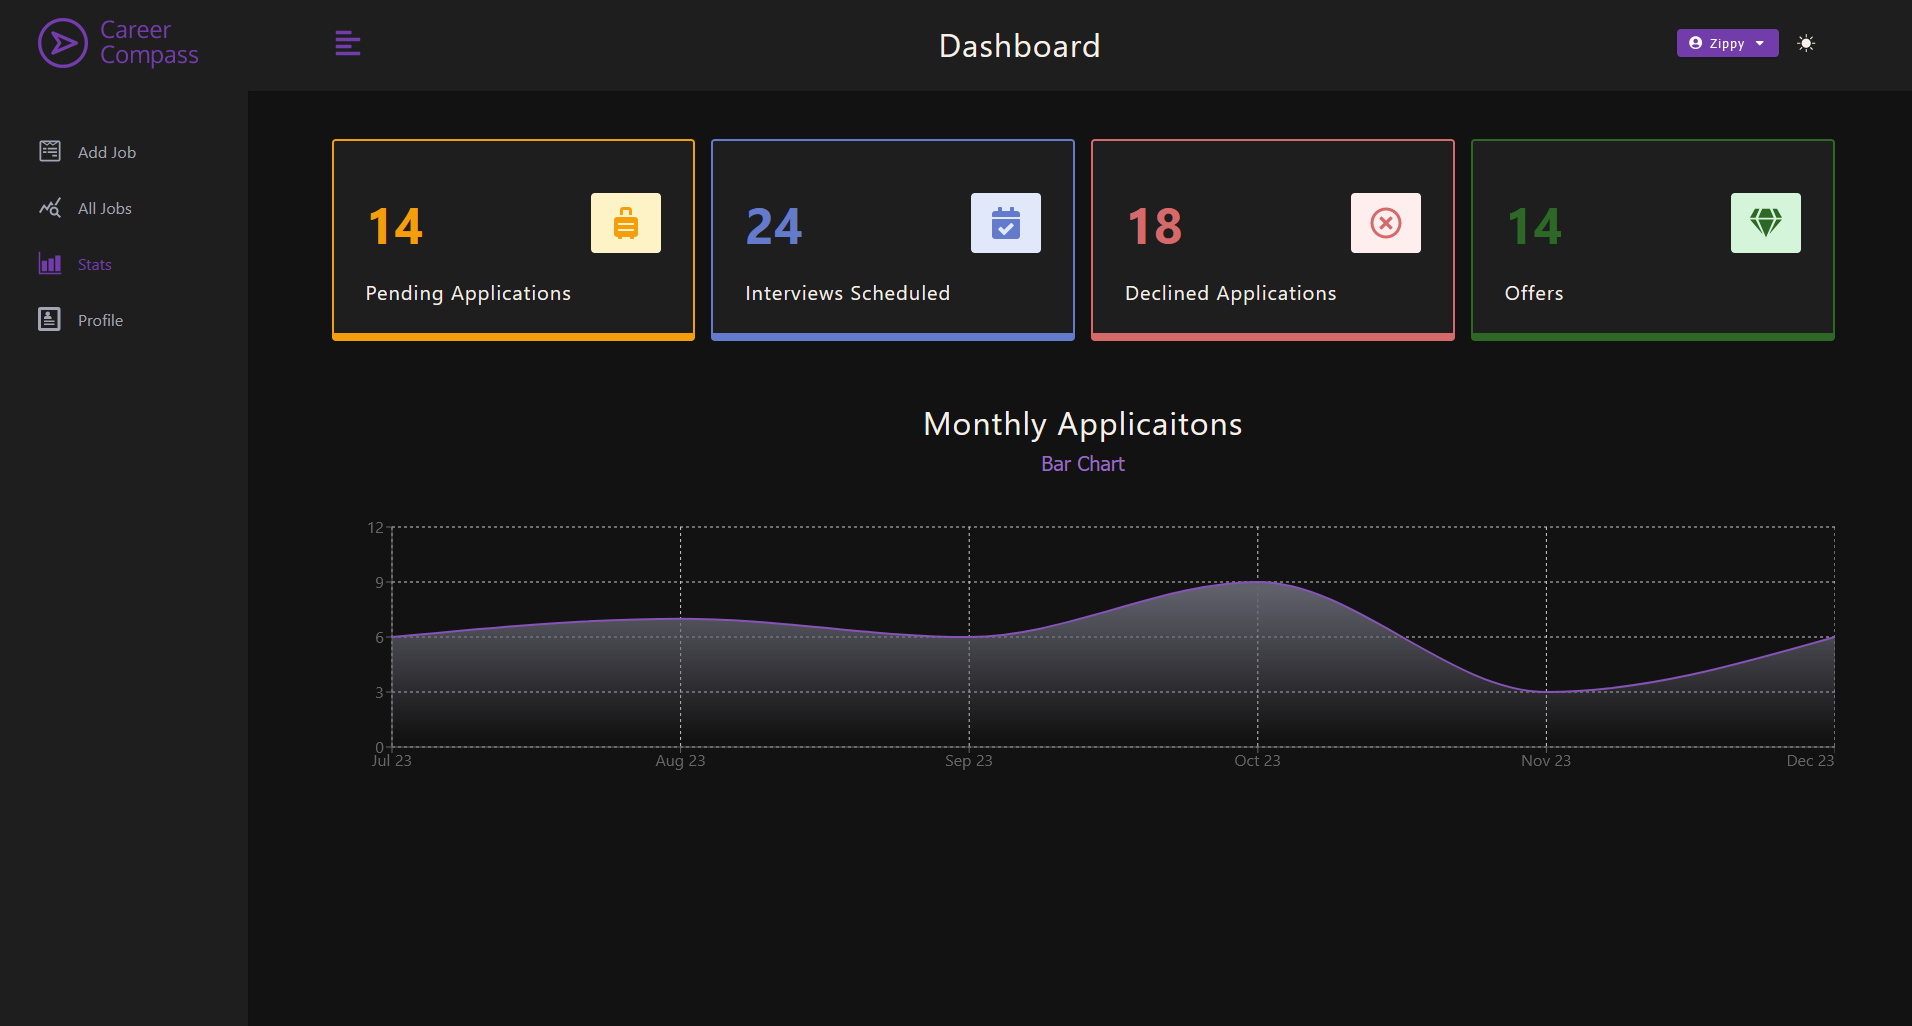 Career
Compass
Dashboard
Zippy
Add Job
All Jobs
Stats
Profile
14
Pending Applications
24
Interviews Scheduled
18
Declined Applications
14
Offers
Monthly Applicaitons
Bar Chart
12
9
6
3
0
Jul 23 Aug 23 Sep 23 Oct 23 Nov 23 Dec 23